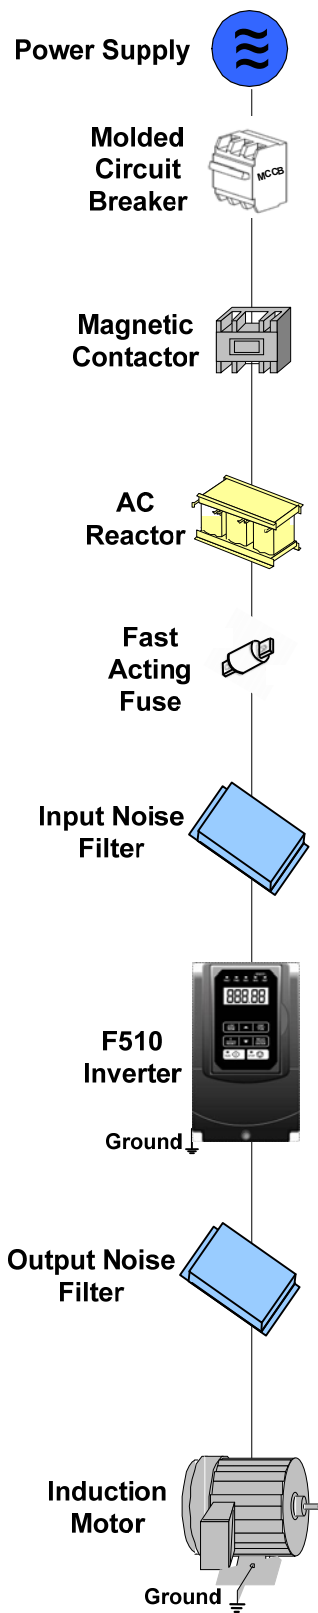 Power Supply
Molded
Circuit
Breaker
MCCB
Magnetic
Contactor
AC
Reactor
Fast
Acting
Fuse
Input Noise
Filter
F510
Inverter
Ground
Output Noise
Filter
Induction
Motor
Ground